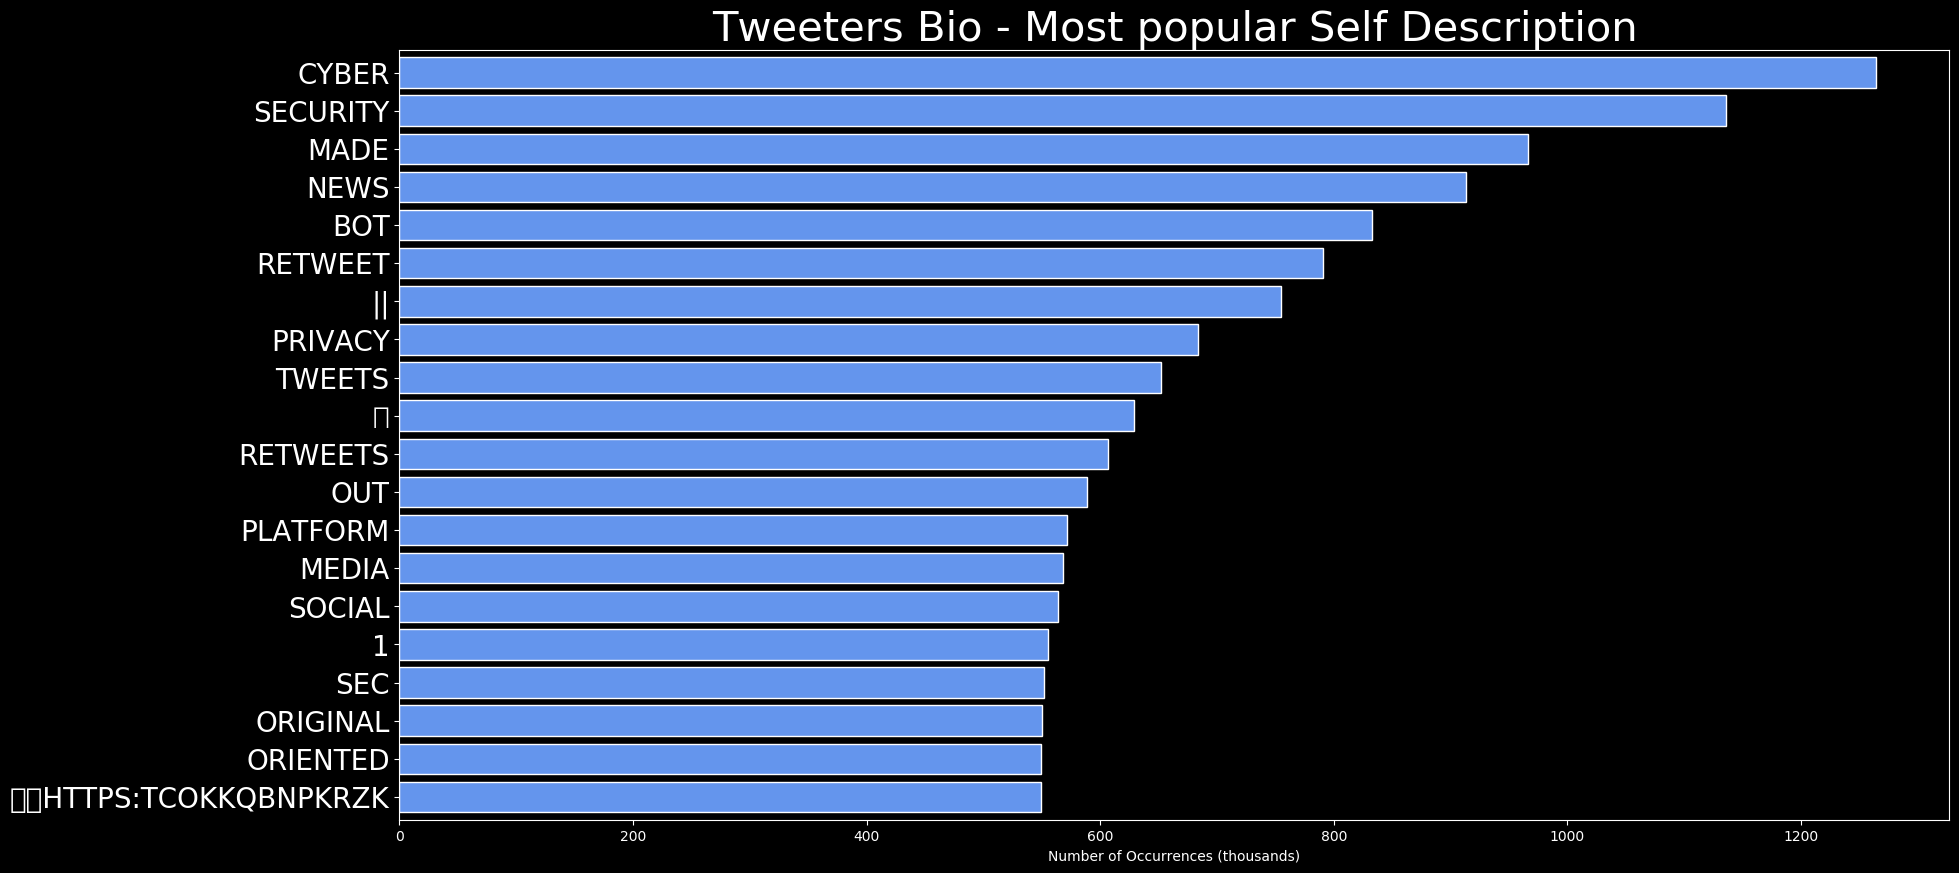 Tweeters Bio - Most popular Self Description
CYBER
SECURITY
MADE
NEWS
BOT
RETWEET
||
PRIVACY
TWEETS
RETWEETS
OUT
PLATFORM
MEDIA
SOCIAL
1
SEC
ORIGINAL
ORIENTED
HTTPS:TCOKKQBNPKRZK
0 200 400 600 800 1000 1200
Number of Occurrences (thousands)